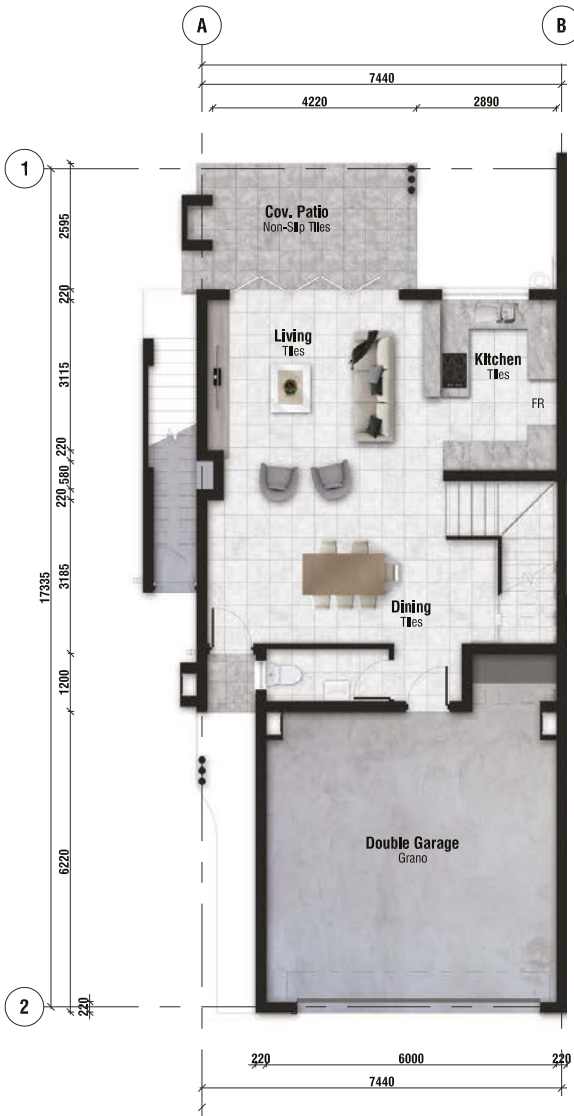 A
B
7440
4220
2890
1
2595
220
3115
220
580
220
3185
17335
1200
6220
220
2
Cov. Patio
Non-Slip Tiles
Living
Tiles
Kitchen
Tiles
FR
Dining
Tiles
Double Garage
Grano
220
6000
220
7440